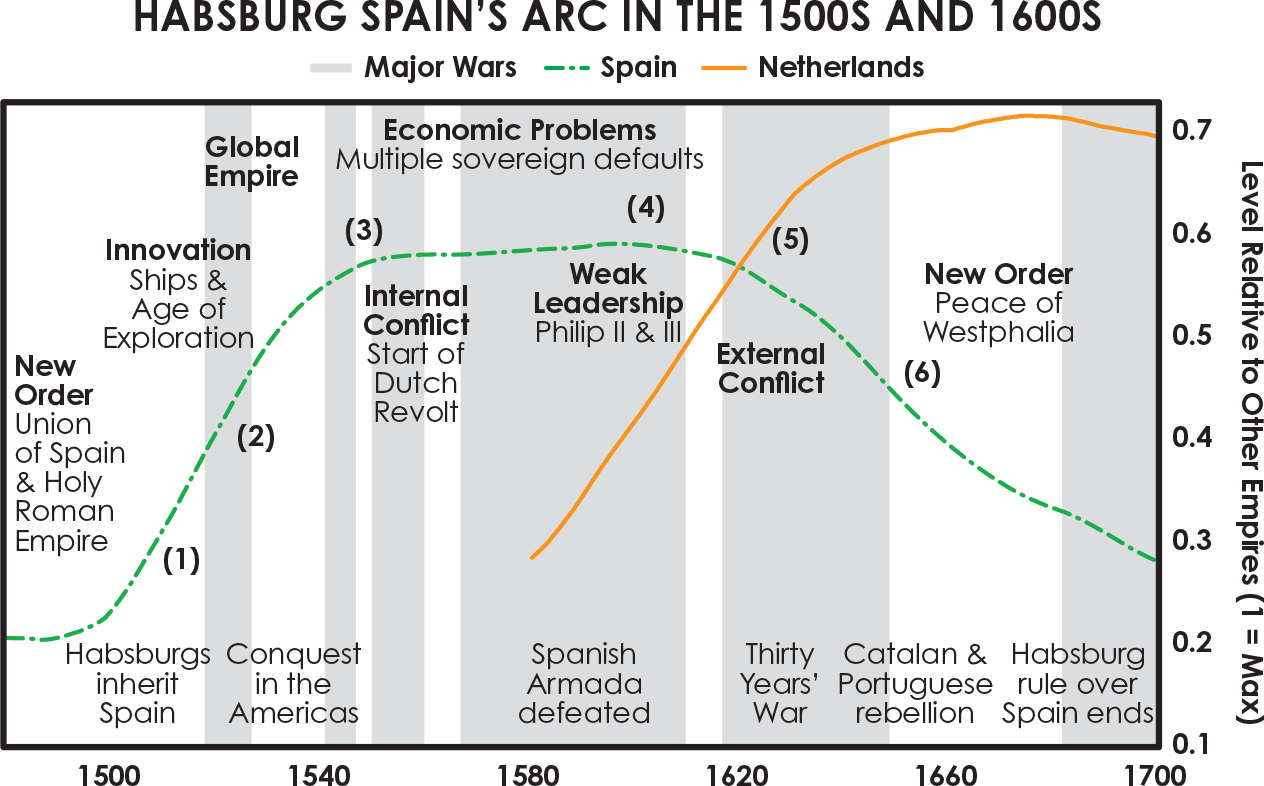 HABSBURG SPAIN'S ARC IN THE 1500S AND 1600S
Major Wars
Spain
Netherlands
Economic Problems
Multiple sovereign defaults
Global
Empire
(4)
(3)
(5)
Innovation
Ships &
Age of
Exploration
Weak
Leadership
Philip II & III
New Order
Peace of
Westphalia
Internal
Conflict
Start of
Dutch
Revolt
External
Conflict
(6)
New
Order
Union
of Spain
& Holy
Roman
Empire
(2)
(1)
Habsburgs
inherit
Spain
Conquest
in the
Americas
Spanish
Armada
defeated
Thirty
Years'
War
Catalan &
Portuguese
rebellion
Habsburg
rule over
Spain ends
0.7
0.6
0.5
0.4
0.3
0.2
0.1
Level Relative to Other Empires (1 = Max)
1500
1540
1580
1620
1660
1700